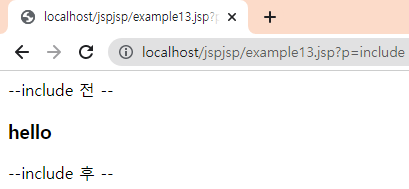 localhost/jspjsp/example13.jsp?p
localhost/jspjsp/example13.jsp?p=include
--include 전 --
hello
--include 후 --